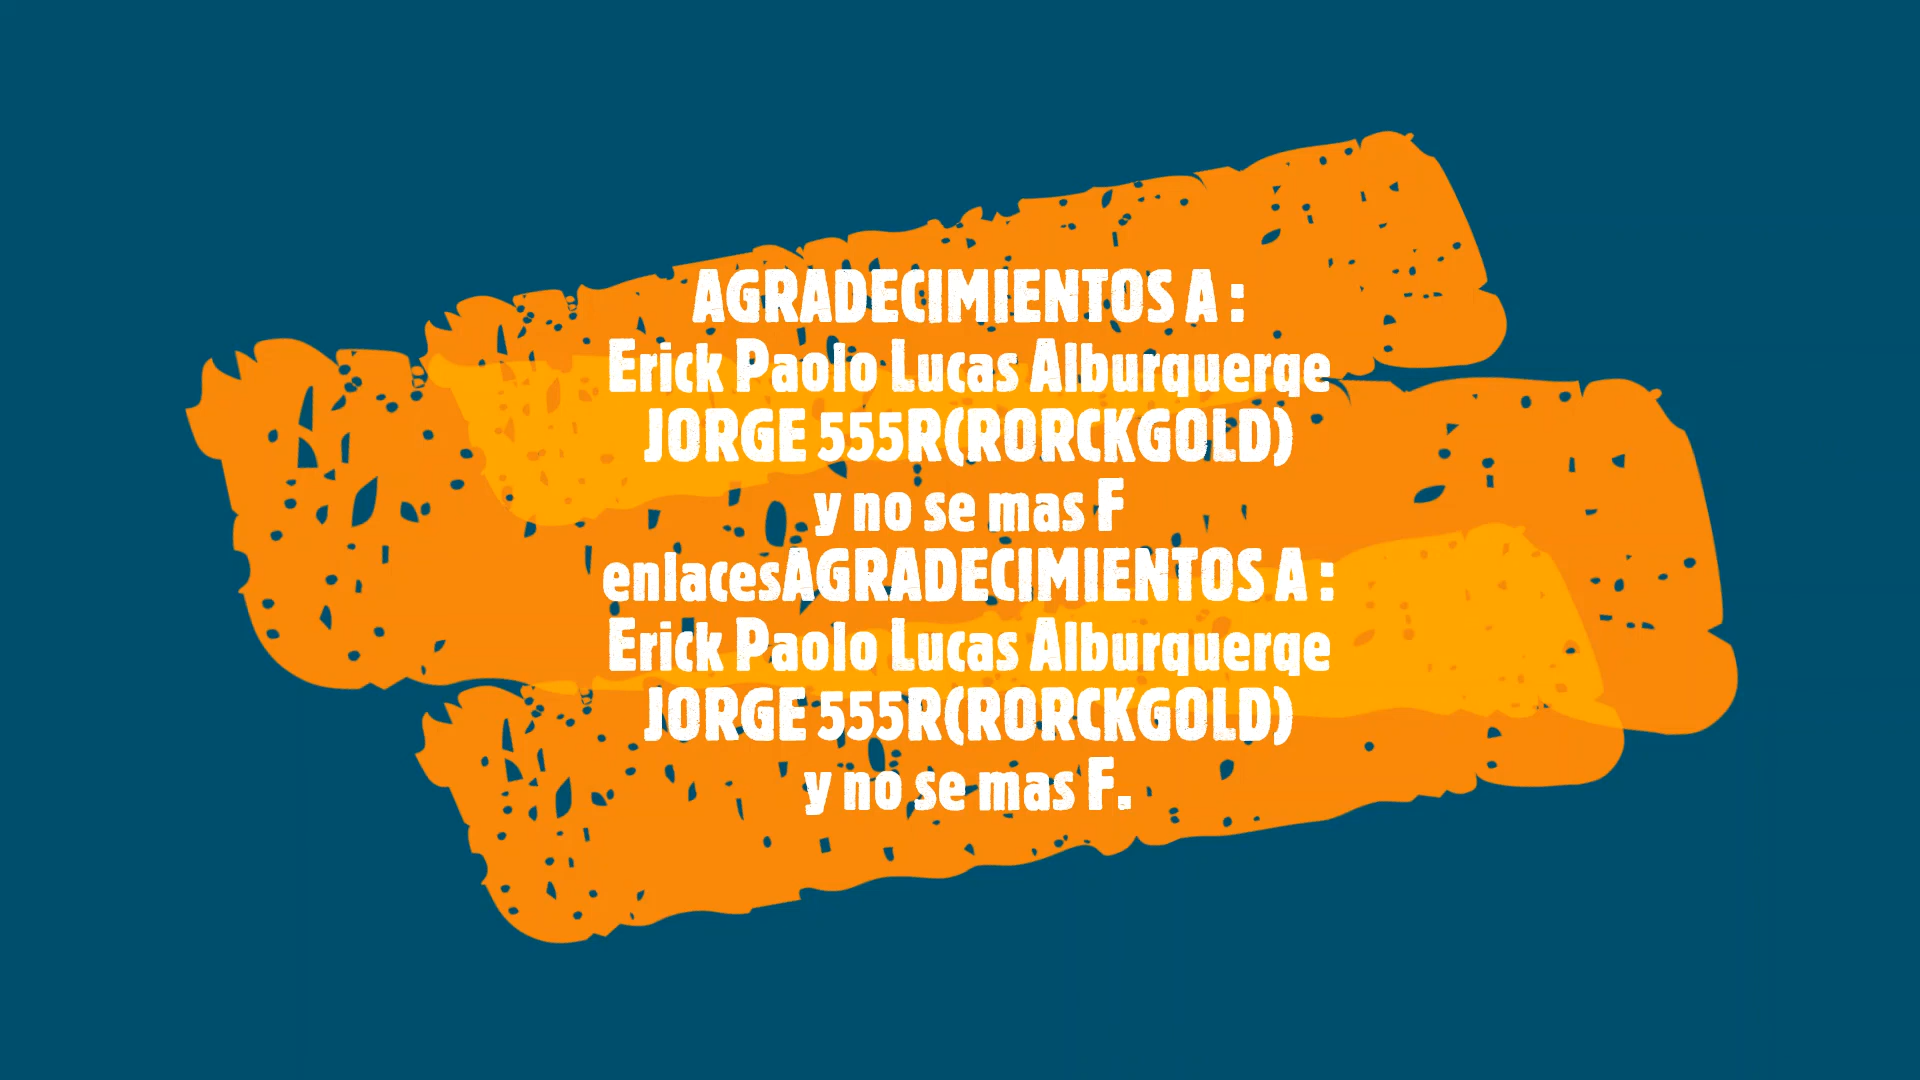 AGRADECIMIENTOS A :
Erick Paolo Lucas Alburquerqe
JORGE 555R(RORCKGOLD)
y no se mas F
enlacesAGRADECIMIENTOS A :
Erick Paolo Lucas Alburquerqe
JORGE 555R(RORCKGOLD)
y no se mas F.